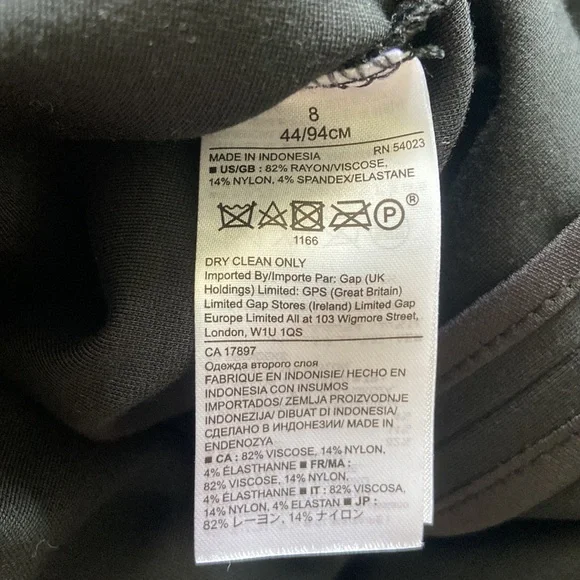 8
44/94CM
MADE IN INDONESIA RN 54023
■ US/GB : 82% RAYON/VISCOSE,
14% NYLON, 4% SPANDEX/ELASTANE
P ®
1166
DRY CLEAN ONLY
Imported By/Importe Par: Gap (UK
Holdings) Limited: GPS (Great Britain)
Limited Gap Stores (Ireland) Limited Gap
Europe Limited All at 103 Wigmore Street,
London, W1U 1QS
CA 17897
Одежда второго слоя
FABRIQUE EN INDONISIE/ HECHO EN
INDONESIA CON INSUMOS
IMPORTADOS/ ZEMLJA PROIZVODNJE
INDONEZIJA/ DIBUAT DI INDONESIA/
СДЕЛАНО В ИНДОНЕЗИИ/ MADE IN
ENDENOZYA
■ CA : 82% VISCOSE, 14% NYLON,
4% ÉLASTHANNE ■ FR/MA :
82% VISCOSE, 14% NYLON,
4% ÉLASTHANNE ■ IT : 82% VISCOSA,
14% NYLON, 4% ELASTAN ■ JP :
82% レーヨン, 14% ナイロン